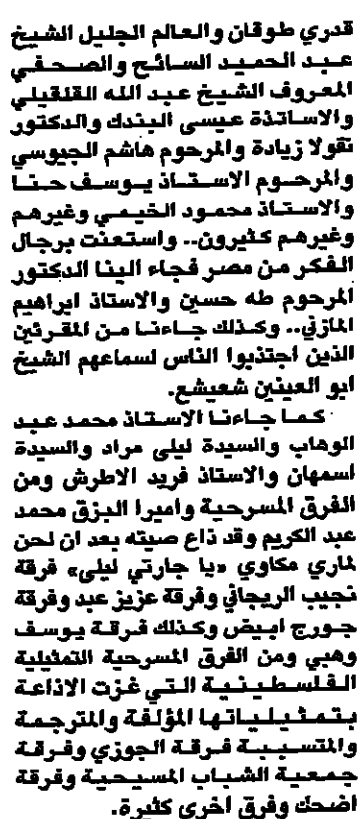 قدري طوقان والعالم الجليل الشيخ
عبد الحميد السائح والصحفي
المعروف الشيخ عبد الله القلقيلي
والاساتذة عيسى البندك والدكتور
نقولا زيادة والمرحوم هاشم الجيوسي
والمرحوم الاستاذ يوسف حنا
والاستاذ محمود الخيمي وغيرهم
وغيرهم كثيرون.. واستعنت برجال
الفكر من مصر فجاء الينا الدكتور
المرحوم طه حسين والاستاذ ابراهيم
المازني.. وكذلك جاءنا من المقرئين
الذين اجتذبوا الناس لسماعهم الشيخ
ابو العينين شعيشع.
كما جاءنا الاستاذ محمد عبد
الوهاب والسيدة ليلى مراد والسيدة
اسمهان والاستاذ فريد الاطرش ومن
الفرق المسرحية واميرا البزق محمد
عبد الكريم وقد ذاع صيته بعد ان لحن
لماري مكاوي «يا جارتي ليلى» فرقة
نجيب الريحاني وفرقة عزيز عبد وفرقة
جورج ابيض وكذلك فرقة يوسف
وهبي ومن الفرق المسرحية التمثيلية
الفلسطينية التي غزت الاذاعة
بتمثيلياتها المؤلفة والمترجمة
والمتسببة فرقة الجوزي وفرقة
جمعية الشباب المسيحية وفرقة
اضحك وفرق اخرى كثيرة.